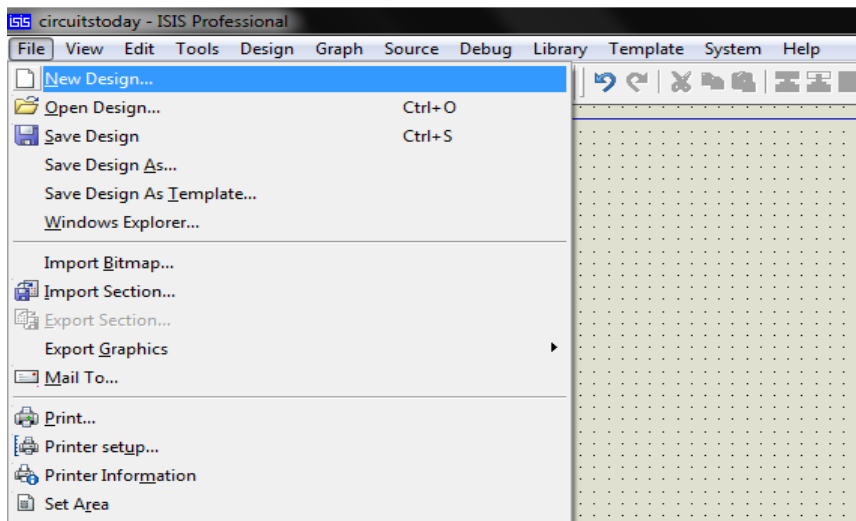 isis circuitstoday - ISIS Professional
File View Edit Tools Design Graph Source Debug Library Template System Help
New Design...
Open Design... Ctrl+O
Save Design Ctrl+S
Save Design As...
Save Design As Template...
Windows Explorer...
Import Bitmap...
Import Section...
Export Section...
Export Graphics
Mail To...
Print...
Printer setup...
Printer Information
Set Area